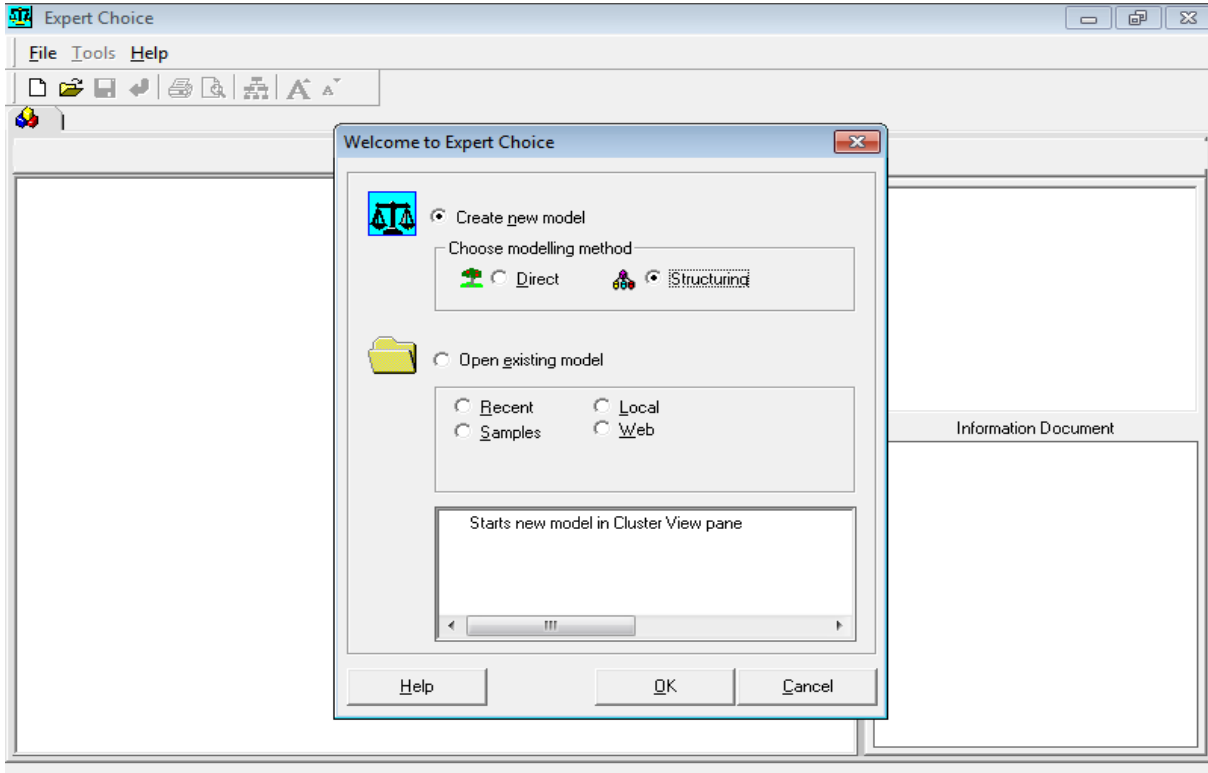 Expert Choice
File Tools Help
A A
Welcome to Expert Choice
Create new model
Choose modelling method
Direct Structuring
Open existing model
Recent Local
Samples Web
Information Document
Starts new model in Cluster View pane
Help OK Cancel